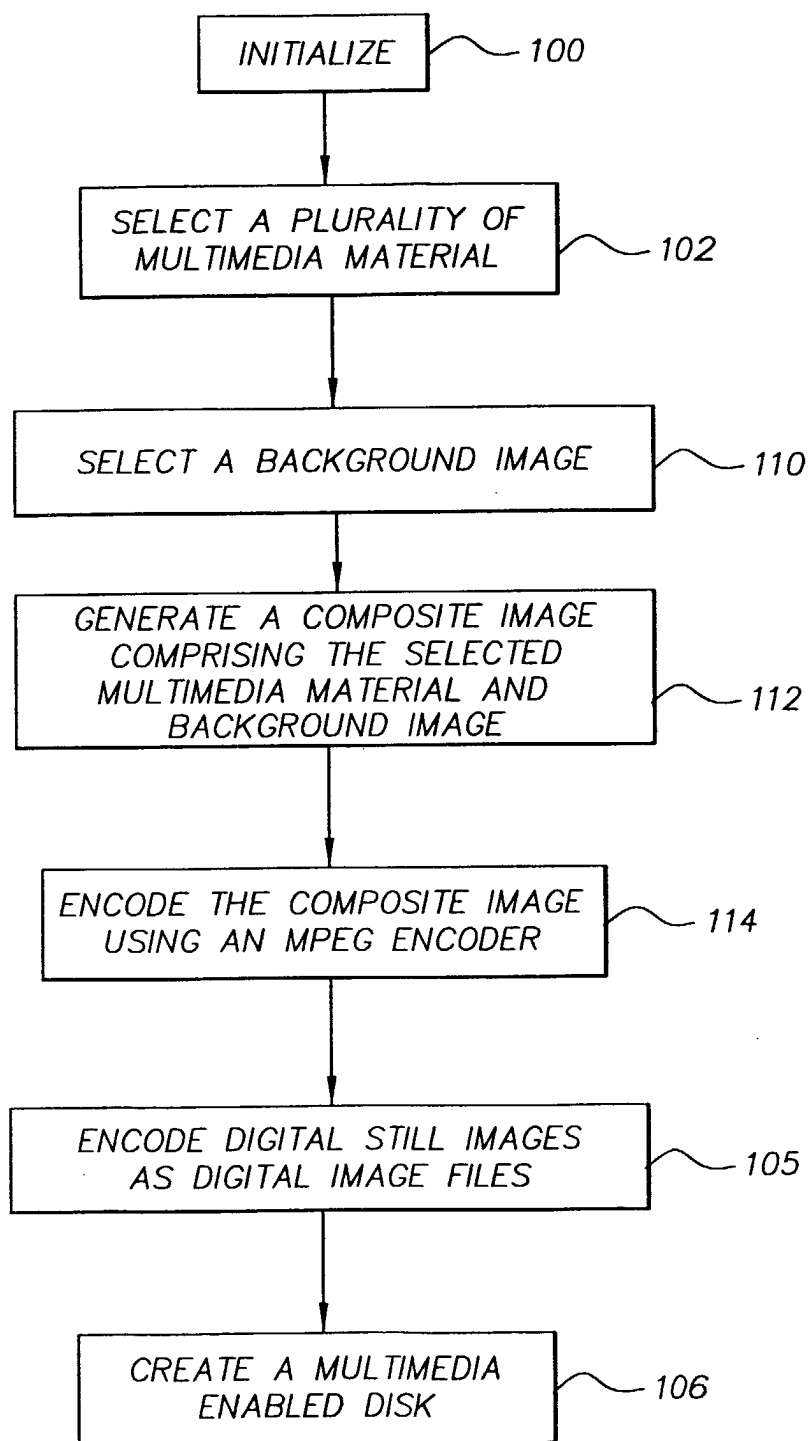 INITIALIZE
100
SELECT A PLURALITY OF
MULTIMEDIA MATERIAL
102
SELECT A BACKGROUND IMAGE
110
GENERATE A COMPOSITE IMAGE
COMPRISING THE SELECTED
MULTIMEDIA MATERIAL AND
BACKGROUND IMAGE
112
ENCODE THE COMPOSITE IMAGE
USING AN MPEG ENCODER
114
ENCODE DIGITAL STILL IMAGES
AS DIGITAL IMAGE FILES
105
CREATE A MULTIMEDIA
ENABLED DISK
106